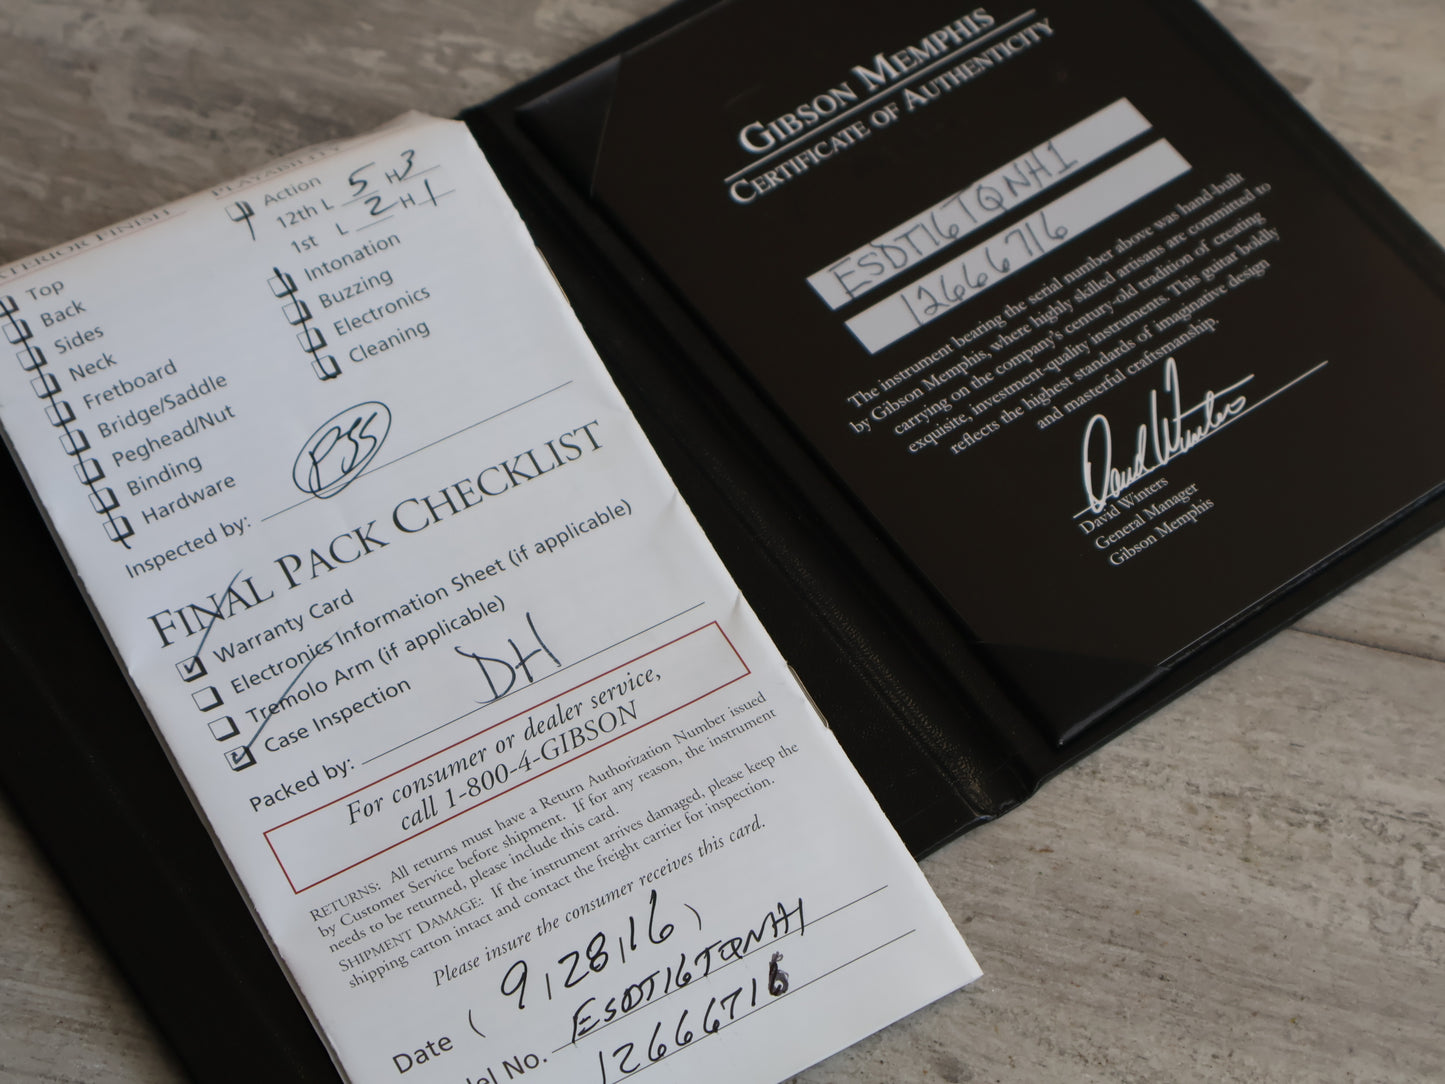 PLAYABILITY
Action
12th L 5 H 3
1st L 2 H 1
Intonation
Buzzing
Electronics
Cleaning
FINISH
Top
Back
Sides
Neck
Fretboard
Bridge/Saddle
Peghead/Nut
Binding
Hardware
Inspected by:
FINAL PACK CHECKLIST
Warranty Card
Electronics Information Sheet (if applicable)
Tremolo Arm (if applicable)
Case Inspection
Packed by: DH
For consumer or dealer service,
call 1-800-4-GIBSON
RETURNS: All returns must have a Return Authorization Number issued
by Customer Service before shipment. If for any reason, the instrument
needs to be returned, please include this card.
SHIPMENT DAMAGE: If the instrument arrives damaged, please keep the
shipping carton intact and contact the freight carrier for inspection.
Please insure the consumer receives this card.
Date ( 9/28/16 )
No. ESDT16TQNH1
12666716
GIBSON MEMPHIS
CERTIFICATE OF AUTHENTICITY
ESDT16TQNH1
12666716
The instrument bearing the serial number above was hand-built
by Gibson Memphis, where highly skilled artisans are committed to
carrying on the company's century-old tradition of creating
exquisite, investment-quality instruments. This guitar boldly
reflects the highest standards of imaginative design
and masterful craftsmanship.
David Winters
David Winters
General Manager
Gibson Memphis